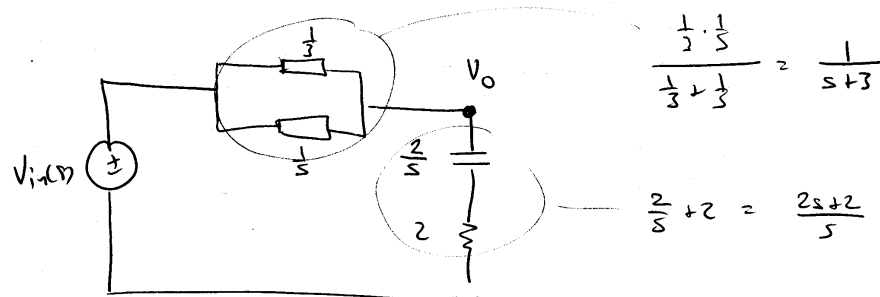 1/3
V₀
1/s
Vin(s)
2/s
2
(1/3 · 1/s)/(1/3 + 1/3) = 1/(s+3)
2/s + 2 = (2s+2)/s